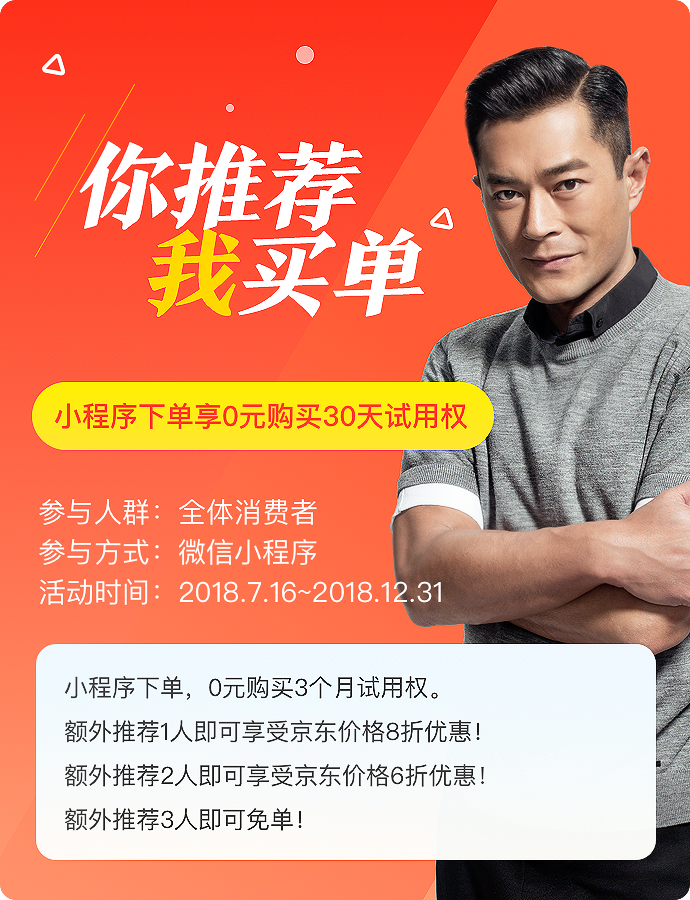 你推荐
我买单
小程序下单享0元购买30天试用权
参与人群：全体消费者
参与方式：微信小程序
活动时间：2018.7.16~2018.12.31
小程序下单，0元购买3个月试用权。
额外推荐1人即可享受京东价格8折优惠！
额外推荐2人即可享受京东价格6折优惠！
额外推荐3人即可免单！